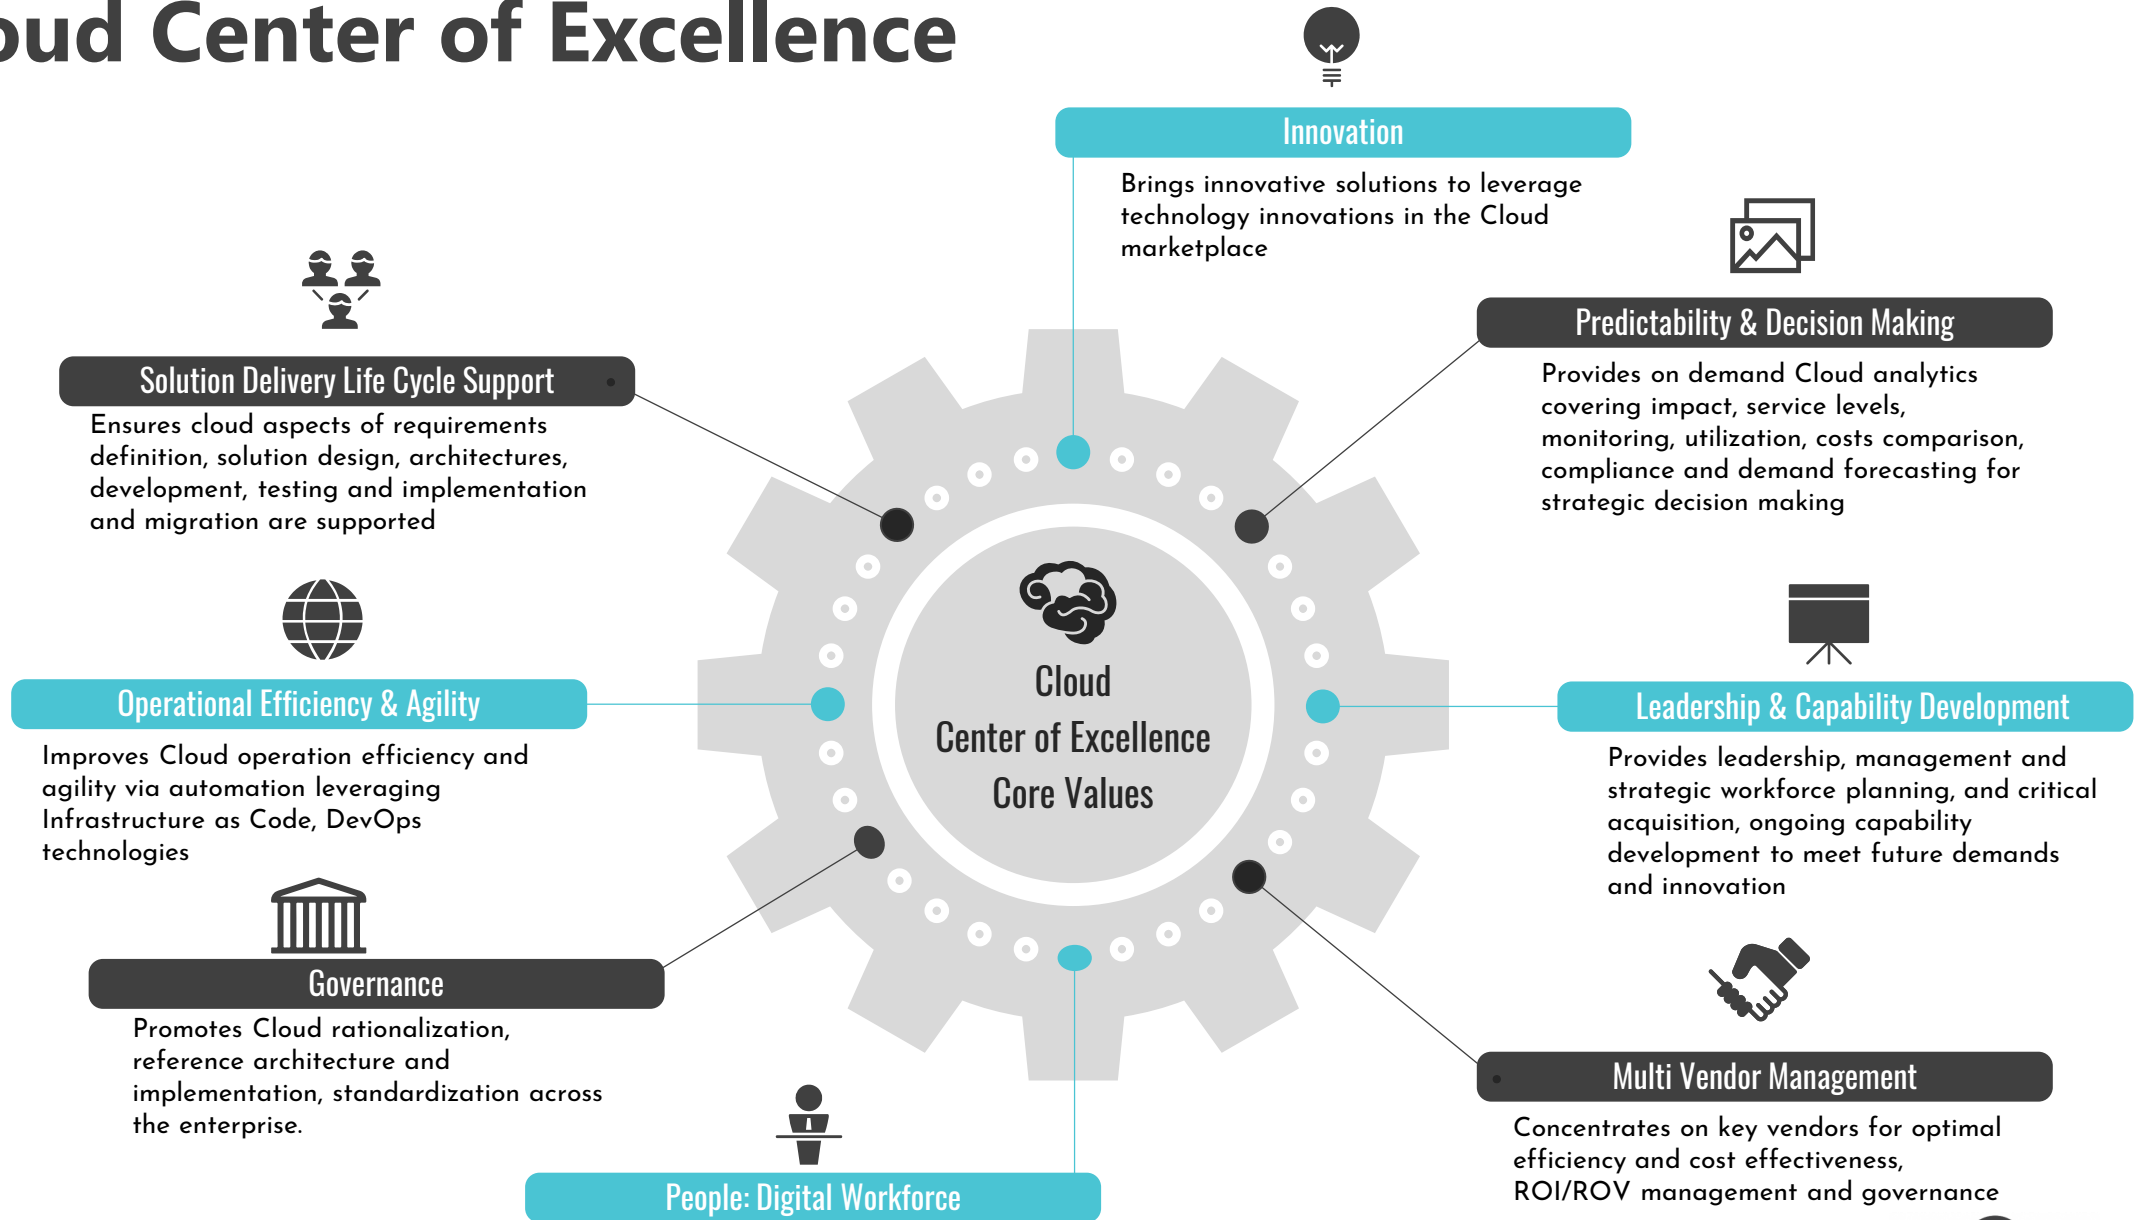 oud Center of Excellence
Innovation
Brings innovative solutions to leverage
technology innovations in the Cloud
marketplace
Predictability & Decision Making
Provides on demand Cloud analytics
covering impact, service levels,
monitoring, utilization, costs comparison,
compliance and demand forecasting for
strategic decision making
Solution Delivery Life Cycle Support
Ensures cloud aspects of requirements
definition, solution design, architectures,
development, testing and implementation
and migration are supported
Cloud
Center of Excellence
Core Values
Operational Efficiency & Agility
Improves Cloud operation efficiency and
agility via automation leveraging
Infrastructure as Code, DevOps
technologies
Leadership & Capability Development
Provides leadership, management and
strategic workforce planning, and critical
acquisition, ongoing capability
development to meet future demands
and innovation
Governance
Promotes Cloud rationalization,
reference architecture and
implementation, standardization across
the enterprise.
Multi Vendor Management
Concentrates on key vendors for optimal
efficiency and cost effectiveness,
ROI/ROV management and governance
People: Digital Workforce